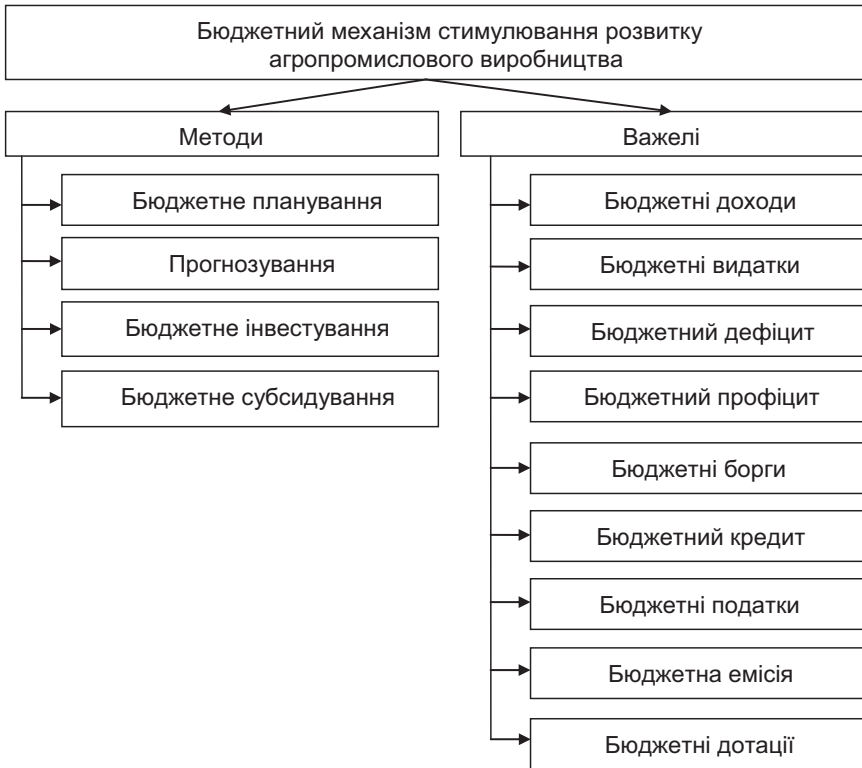 Бюджетний механізм стимулювання розвитку
агропромислового виробництва
Методи
Бюджетне планування
Прогнозування
Бюджетне інвестування
Бюджетне субсидування
Важелі
Бюджетні доходи
Бюджетні видатки
Бюджетний дефіцит
Бюджетний профіцит
Бюджетні борги
Бюджетний кредит
Бюджетні податки
Бюджетна емісія
Бюджетні дотації